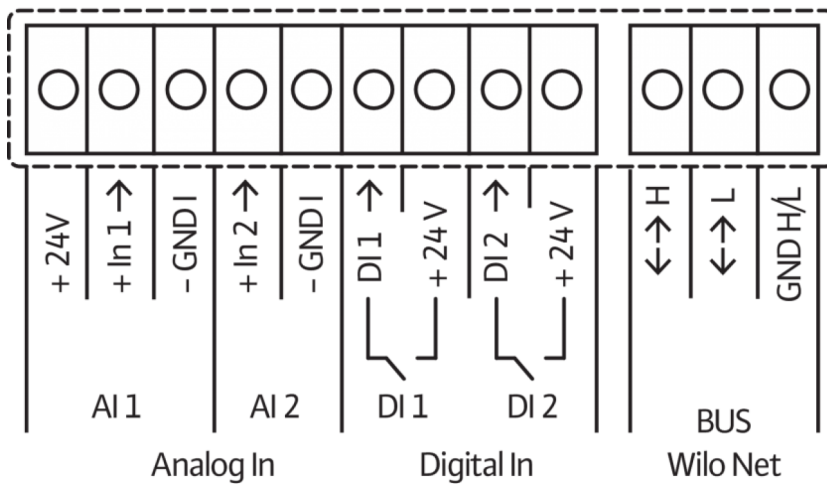 + 24V
+ In 1 →
– GND I
+ In 2 →
– GND I
DI 1 →
+ 24 V
DI 2 →
+ 24 V
↔ H
↔ L
GND H/L
AI 1
AI 2
DI 1
DI 2
BUS
Analog In
Digital In
Wilo Net